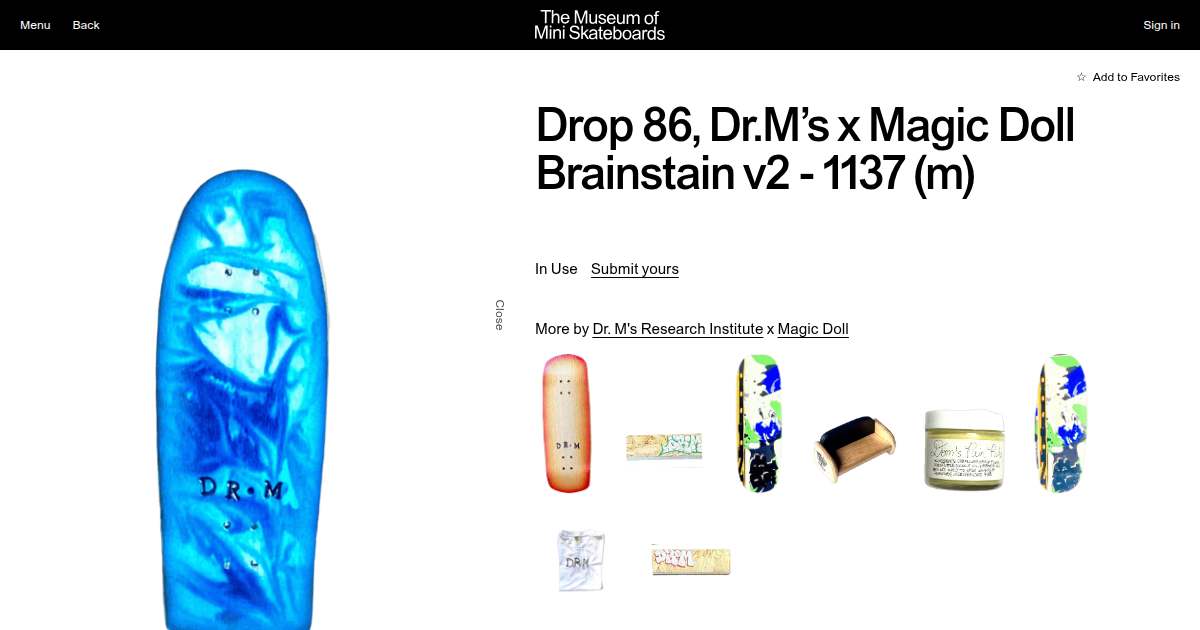 Menu
Back
The Museum of
Mini Skateboards
Sign in
☆ Add to Favorites
Drop 86, Dr.M’s x Magic Doll
Brainstain v2 - 1137 (m)
In Use
Submit yours
Close
More by Dr. M's Research Institute x Magic Doll
DR•M
DR•M
DRM